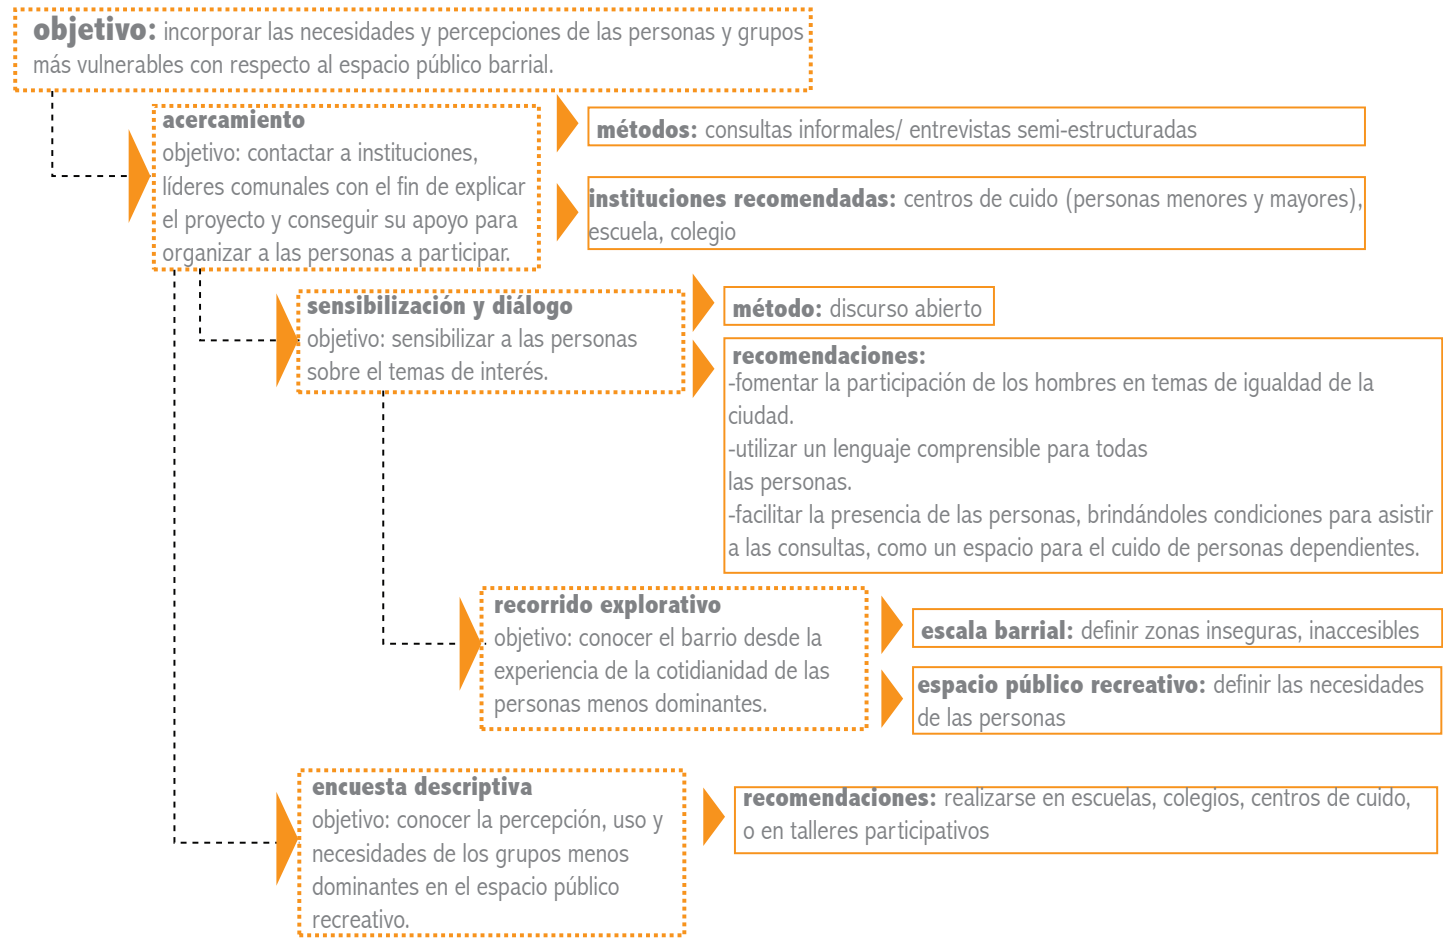 objetivo: incorporar las necesidades y percepciones de las personas y grupos
más vulnerables con respecto al espacio público barrial.
acercamiento
objetivo: contactar a instituciones,
líderes comunales con el fin de explicar
el proyecto y conseguir su apoyo para
organizar a las personas a participar.
métodos: consultas informales/ entrevistas semi-estructuradas
instituciones recomendadas: centros de cuido (personas menores y mayores),
escuela, colegio
sensibilización y diálogo
objetivo: sensibilizar a las personas
sobre el temas de interés.
método: discurso abierto
recomendaciones:
-fomentar la participación de los hombres en temas de igualdad de la
ciudad.
-utilizar un lenguaje comprensible para todas
las personas.
-facilitar la presencia de las personas, brindándoles condiciones para asistir
a las consultas, como un espacio para el cuido de personas dependientes.
recorrido explorativo
objetivo: conocer el barrio desde la
experiencia de la cotidianidad de las
personas menos dominantes.
escala barrial: definir zonas inseguras, inaccesibles
espacio público recreativo: definir las necesidades
de las personas
encuesta descriptiva
objetivo: conocer la percepción, uso y
necesidades de los grupos menos
dominantes en el espacio público
recreativo.
recomendaciones: realizarse en escuelas, colegios, centros de cuido,
o en talleres participativos